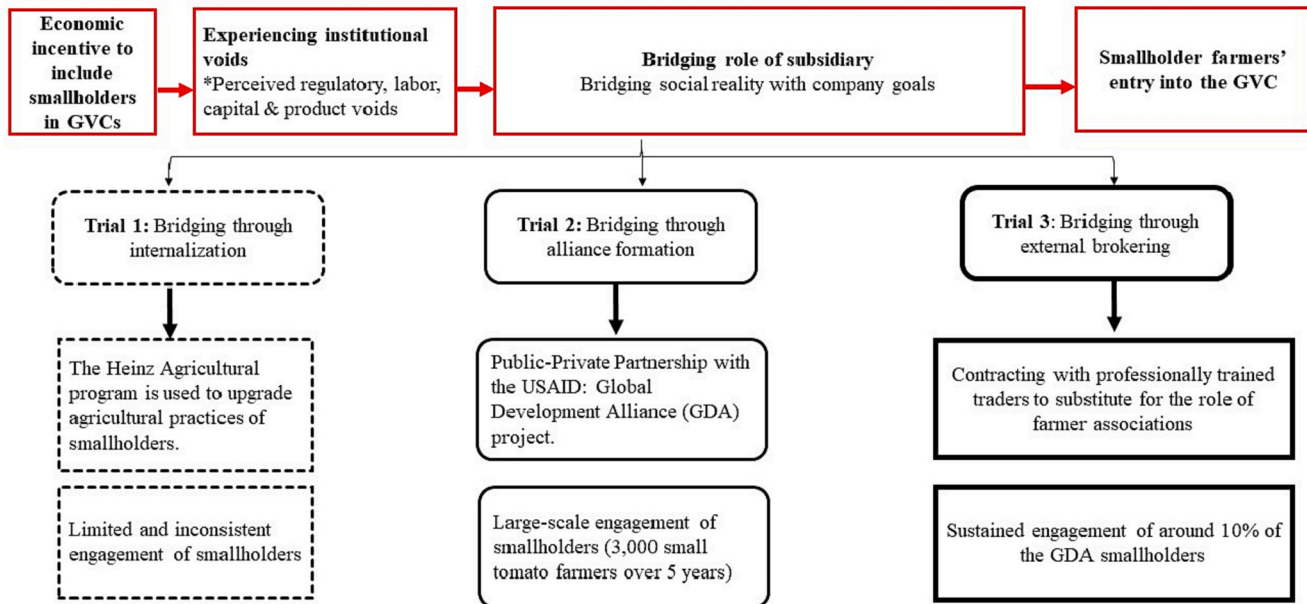 Economic
incentive to
include
smallholders
in GVCs
Experiencing institutional
voids
*Perceived regulatory, labor,
capital & product voids
Bridging role of subsidiary
Bridging social reality with company goals
Smallholder farmers’
entry into the GVC
Trial 1: Bridging through
internalization
Trial 2: Bridging through
alliance formation
Trial 3: Bridging through
external brokering
The Heinz Agricultural
program is used to upgrade
agricultural practices of
smallholders.
Public-Private Partnership with
the USAID: Global
Development Alliance (GDA)
project.
Contracting with professionally trained
traders to substitute for the role of
farmer associations
Limited and inconsistent
engagement of smallholders
Large-scale engagement of
smallholders (3,000 small
tomato farmers over 5 years)
Sustained engagement of around 10% of
the GDA smallholders